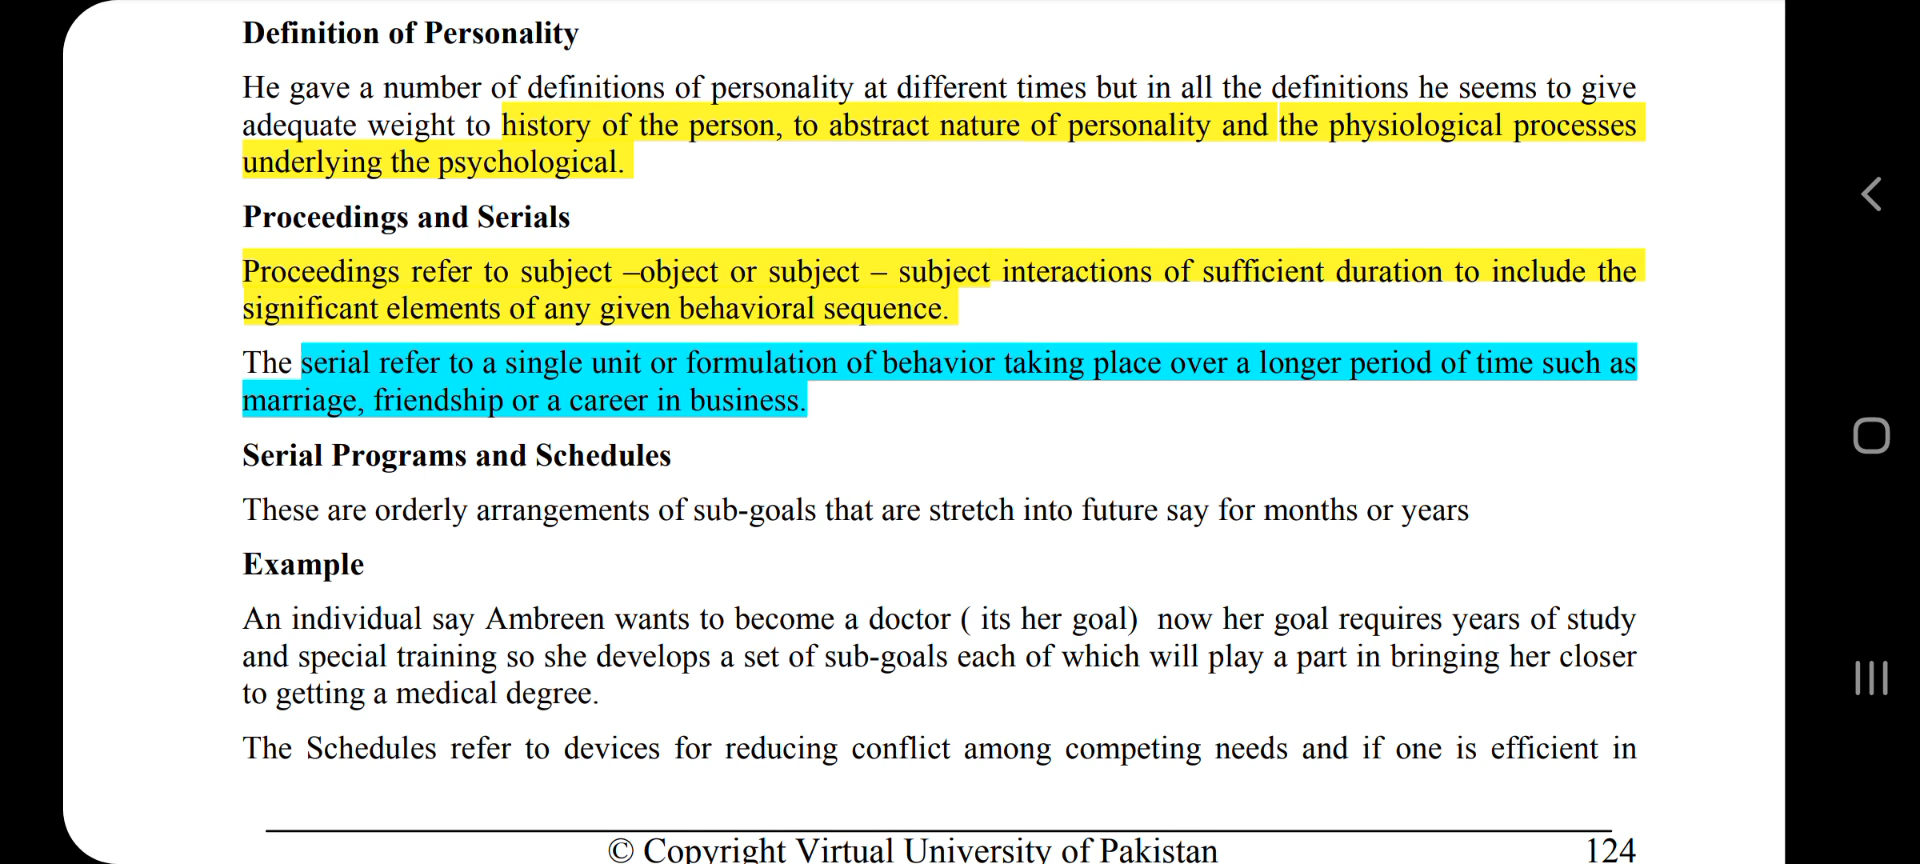 Definition of Personality
He gave a number of definitions of personality at different times but in all the definitions he seems to give
adequate weight to history of the person, to abstract nature of personality and the physiological processes
underlying the psychological.
Proceedings and Serials
Proceedings refer to subject –object or subject – subject interactions of sufficient duration to include the
significant elements of any given behavioral sequence.
The serial refer to a single unit or formulation of behavior taking place over a longer period of time such as
marriage, friendship or a career in business.
Serial Programs and Schedules
These are orderly arrangements of sub-goals that are stretch into future say for months or years
Example
An individual say Ambreen wants to become a doctor ( its her goal)  now her goal requires years of study
and special training so she develops a set of sub-goals each of which will play a part in bringing her closer
to getting a medical degree.
The Schedules refer to devices for reducing conflict among competing needs and if one is efficient in
© Copyright Virtual University of Pakistan 124